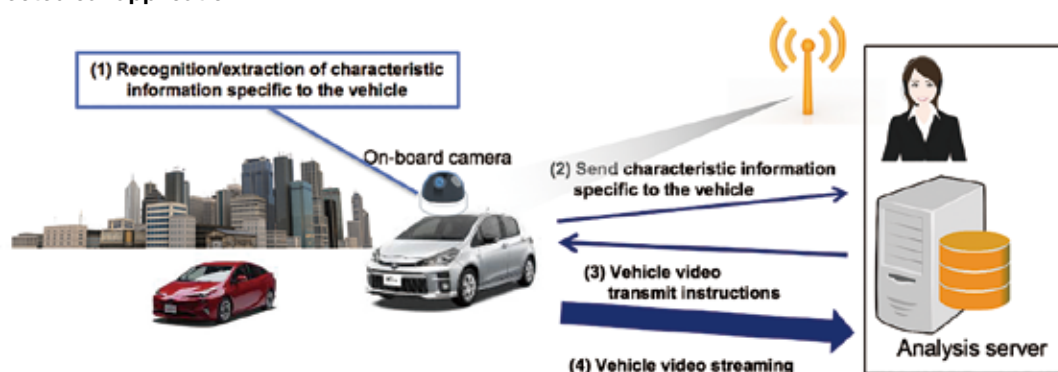 (1) Recognition/extraction of characteristic
information specific to the vehicle
On-board camera
(2) Send characteristic information
specific to the vehicle
(3) Vehicle video
transmit instructions
(4) Vehicle video streaming
Analysis server